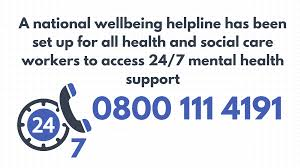 A national wellbeing helpline has been
set up for all health and social care
workers to access 24/7 mental health
support
0800 111 4191
24
7